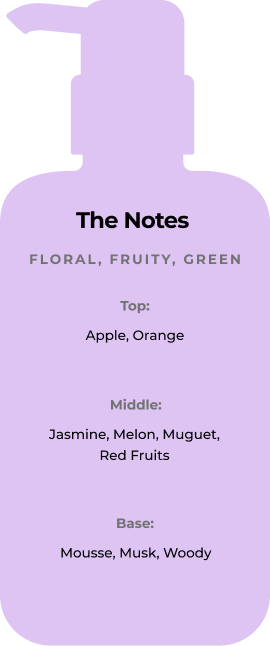 The Notes
FLORAL, FRUITY, GREEN
Top:
Apple, Orange
Middle:
Jasmine, Melon, Muguet,
Red Fruits
Base:
Mousse, Musk, Woody